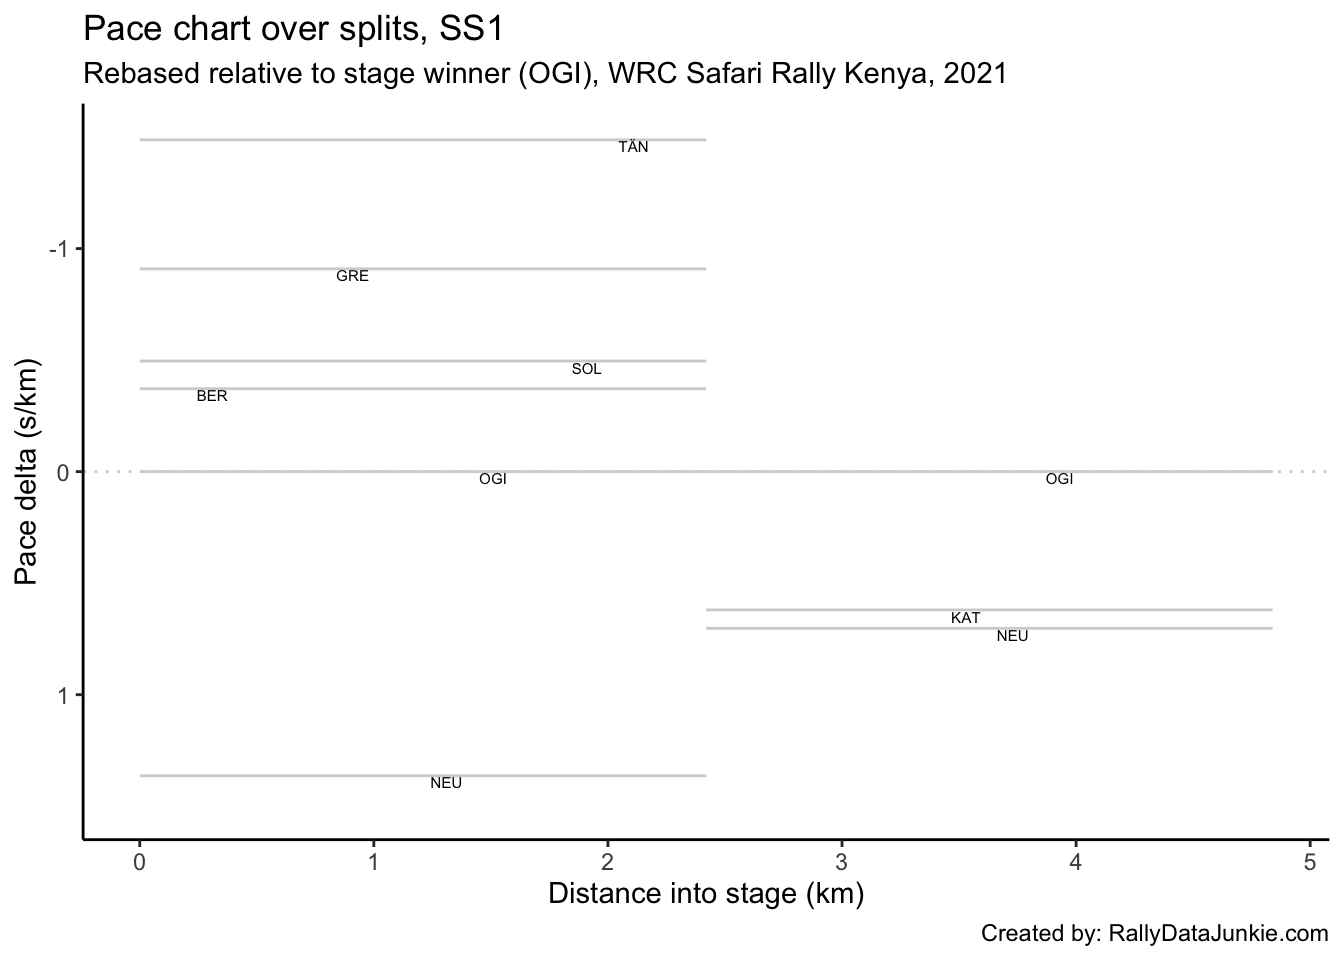 Pace chart over splits, SS1
Rebased relative to stage winner (OGI), WRC Safari Rally Kenya, 2021
TÄN
-1
GRE
SOL
BER
0
OGI
OGI
Pace delta (s/km)
KAT
NEU
1
NEU
0 1 2 3 4 5
Distance into stage (km)
Created by: RallyDataJunkie.com